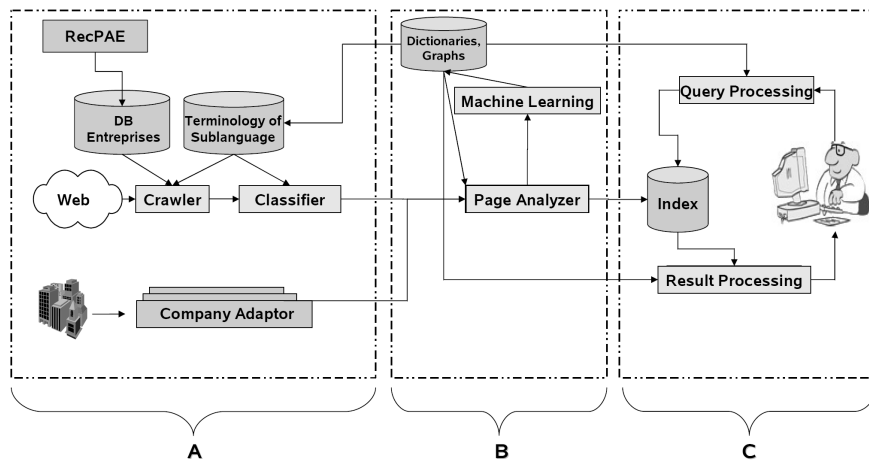 RecPAE
DB
Entreprises
Terminology of
Sublanguage
Web
Crawler
Classifier
Company Adaptor
Dictionaries,
Graphs
Machine Learning
Page Analyzer
Query Processing
Index
Result Processing
A
B
C